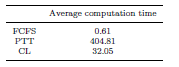 Average computation time
FCFS 0.61
PTT 404.81
CL 32.05